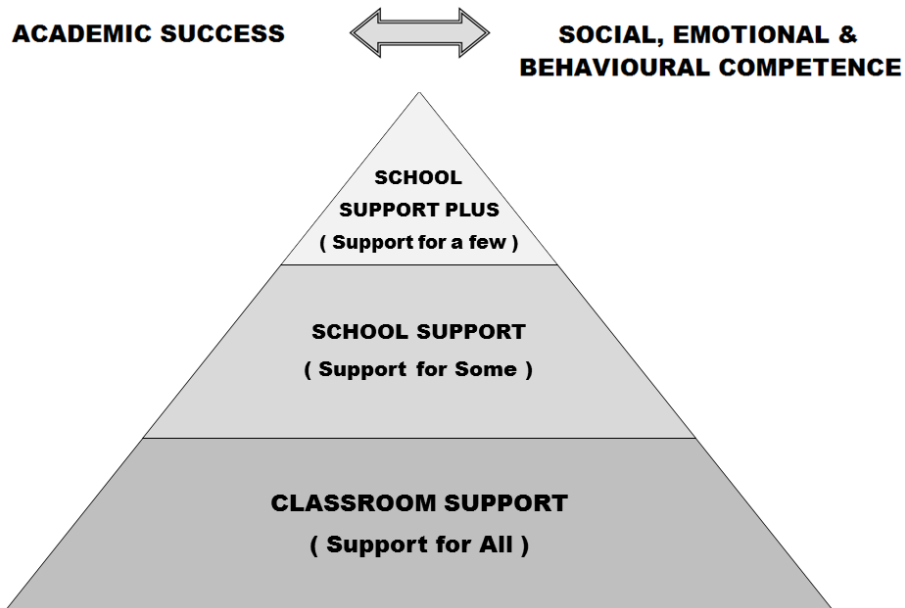 ACADEMIC SUCCESS
SOCIAL, EMOTIONAL &
BEHAVIOURAL COMPETENCE
SCHOOL
SUPPORT PLUS
( Support for a few )
SCHOOL SUPPORT
( Support for Some )
CLASSROOM SUPPORT
( Support for All )